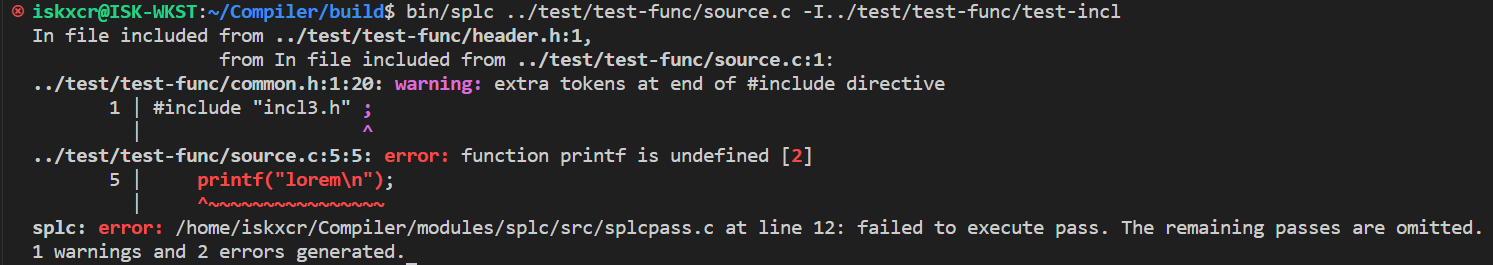 iskxcr@ISK-WKST:~/Compiler/build$ bin/splc ../test/test-func/source.c -I../test/test-func/test-incl
In file included from ../test/test-func/header.h:1,
                 from In file included from ../test/test-func/source.c:1:
../test/test-func/common.h:1:20: warning: extra tokens at end of #include directive
       1 | #include "incl3.h" ;
         |                    ^
../test/test-func/source.c:5:5: error: function printf is undefined [2]
       5 |     printf("lorem\n");
         |     ^~~~~~~~~~~~~~~~~
splc: error: /home/iskxcr/Compiler/modules/splc/src/splcpass.c at line 12: failed to execute pass. The remaining passes are omitted.
1 warnings and 2 errors generated.